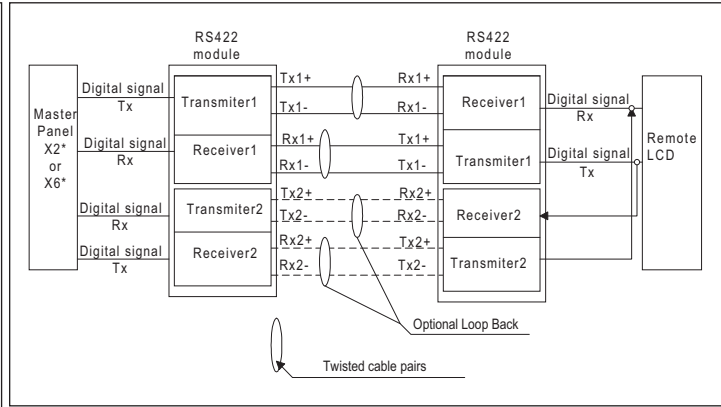 RS422
module
RS422
module
Master
Panel
X2*
or
X6*
Digital signal
Tx
Digital signal
Rx
Digital signal
Rx
Digital signal
Tx
Transmiter1
Receiver1
Transmiter2
Receiver2
Tx1+
Tx1-
Rx1+
Rx1-
Tx2+
Tx2-
Rx2+
Rx2-
Rx1+
Rx1-
Tx1+
Tx1-
Rx2+
Rx2-
Tx2+
Tx2-
Receiver1
Transmiter1
Receiver2
Transmiter2
Digital signal
Rx
Digital signal
Tx
Remote
LCD
Optional Loop Back
Twisted cable pairs